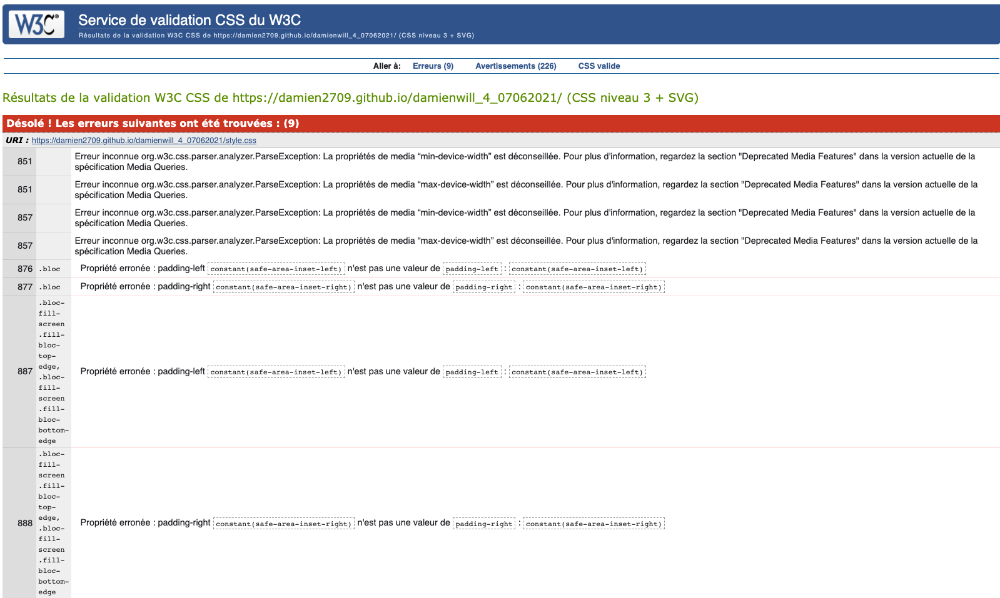 W3C®
Service de validation CSS du W3C
Résultats de la validation W3C CSS de https://damien2709.github.io/damienwill_4_07062021/ (CSS niveau 3 + SVG)
Aller à: Erreurs (9) Avertissements (226) CSS valide
Résultats de la validation W3C CSS de https://damien2709.github.io/damienwill_4_07062021/ (CSS niveau 3 + SVG)
Désolé ! Les erreurs suivantes ont été trouvées : (9)
URI : https://damien2709.github.io/damienwill_4_07062021/style.css
851 Erreur inconnue org.w3c.css.parser.analyzer.ParseException: La propriétés de media “min-device-width” est déconseillée. Pour plus d'information, regardez la section "Deprecated Media Features" dans la version actuelle de la
spécification Media Queries.
851 Erreur inconnue org.w3c.css.parser.analyzer.ParseException: La propriétés de media “max-device-width” est déconseillée. Pour plus d'information, regardez la section "Deprecated Media Features" dans la version actuelle de la
spécification Media Queries.
857 Erreur inconnue org.w3c.css.parser.analyzer.ParseException: La propriétés de media “min-device-width” est déconseillée. Pour plus d'information, regardez la section "Deprecated Media Features" dans la version actuelle de la
spécification Media Queries.
857 Erreur inconnue org.w3c.css.parser.analyzer.ParseException: La propriétés de media “max-device-width” est déconseillée. Pour plus d'information, regardez la section "Deprecated Media Features" dans la version actuelle de la
spécification Media Queries.
876 .bloc Propriété erronée : padding-left constant(safe-area-inset-left) n'est pas une valeur de padding-left : constant(safe-area-inset-left)
877 .bloc Propriété erronée : padding-right constant(safe-area-inset-right) n'est pas une valeur de padding-right : constant(safe-area-inset-right)
887
.bloc-
fill-
screen
.fill-
bloc-
top-
edge,
.bloc-
fill-
screen
.fill-
bloc-
bottom-
edge
Propriété erronée : padding-left constant(safe-area-inset-left) n'est pas une valeur de padding-left : constant(safe-area-inset-left)
888
.bloc-
fill-
screen
.fill-
bloc-
top-
edge,
.bloc-
fill-
screen
.fill-
bloc-
bottom-
edge
Propriété erronée : padding-right constant(safe-area-inset-right) n'est pas une valeur de padding-right : constant(safe-area-inset-right)